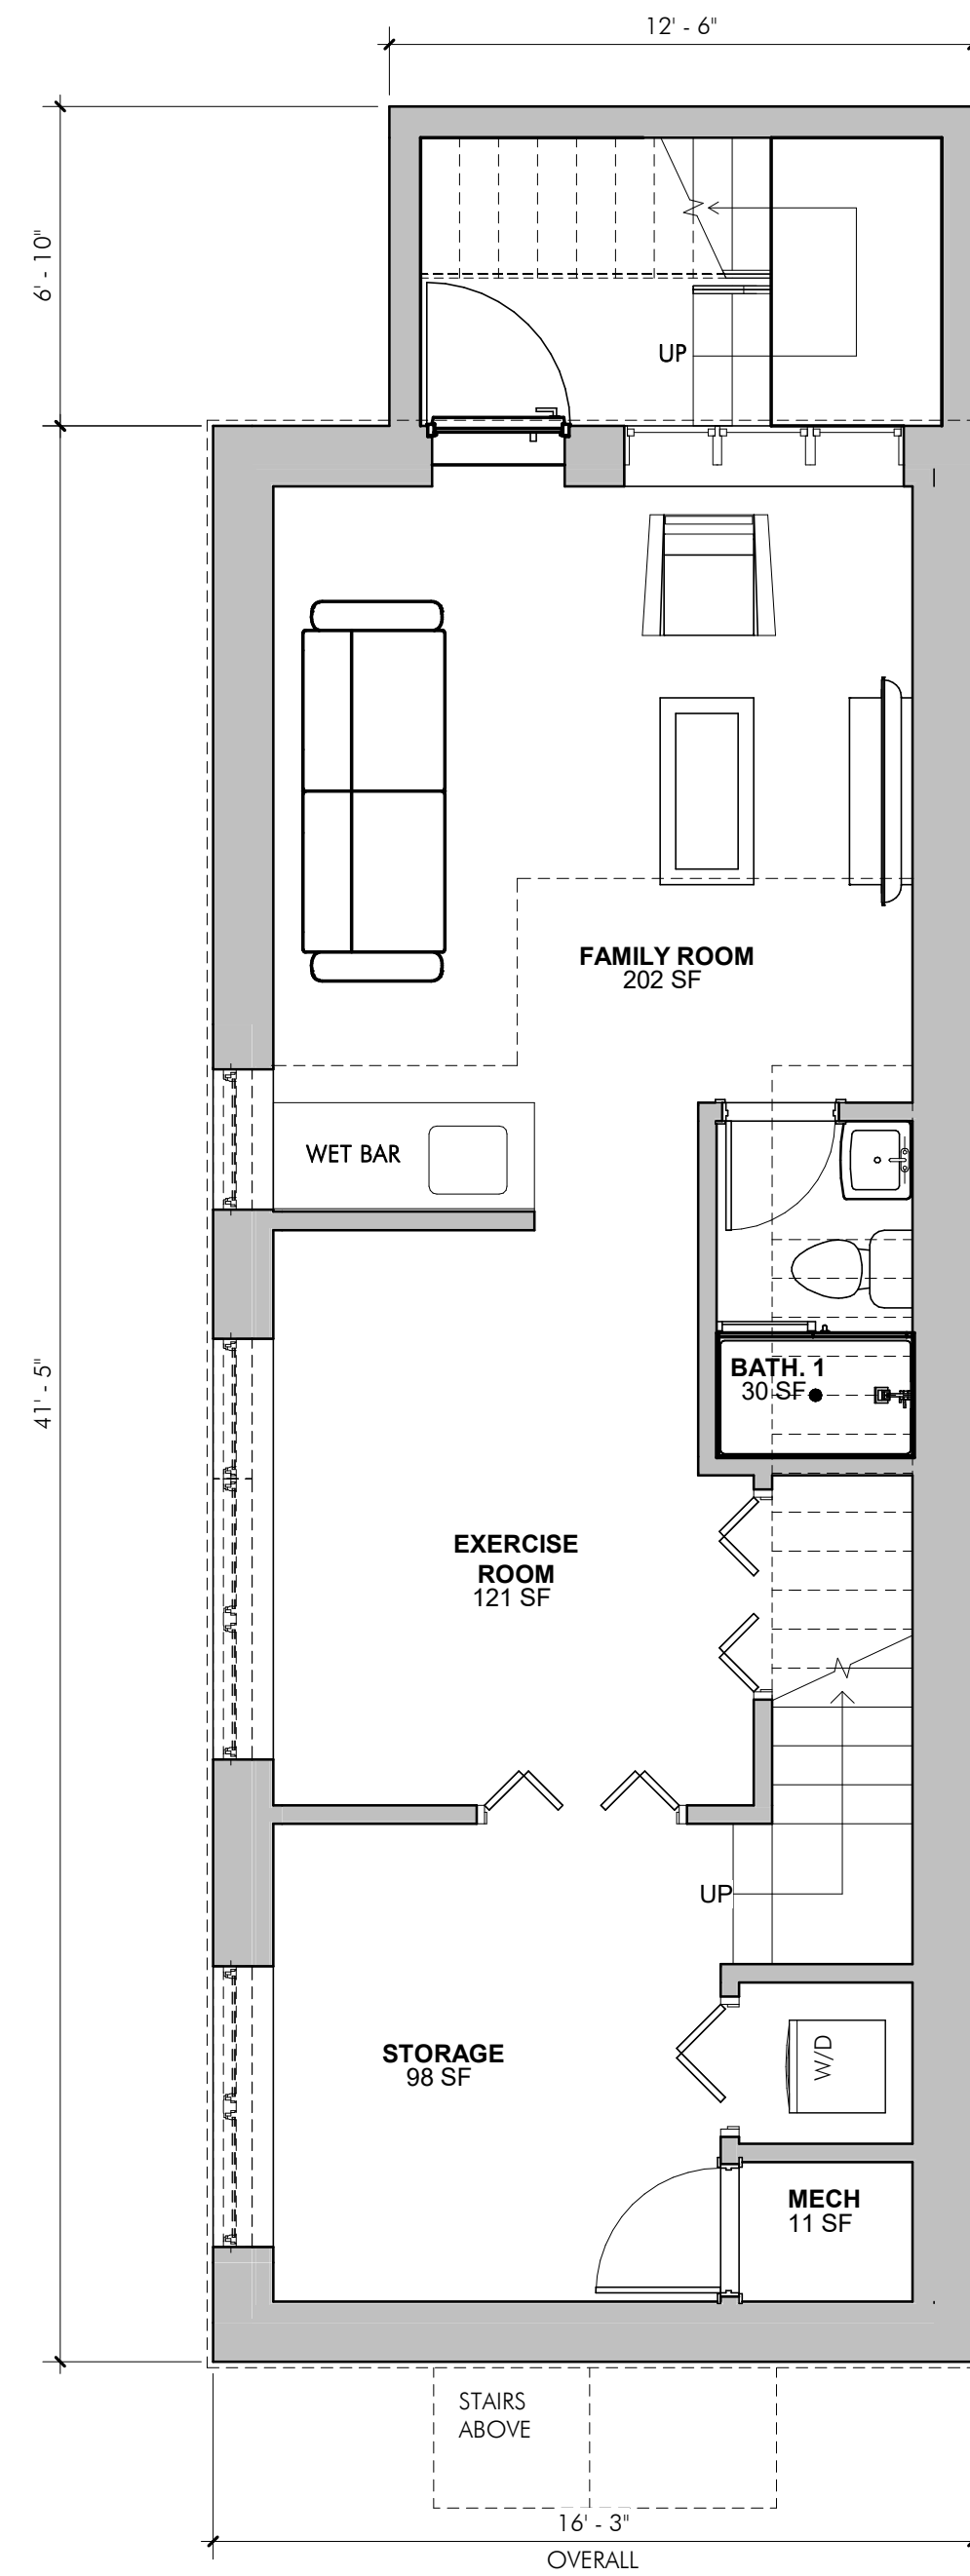 12' - 6"
6' - 10"
UP
FAMILY ROOM
202 SF
WET BAR
BATH. 1
30 SF
41' - 5"
EXERCISE
ROOM
121 SF
UP
STORAGE
98 SF
W/D
MECH
11 SF
STAIRS
ABOVE
16' - 3"
OVERALL